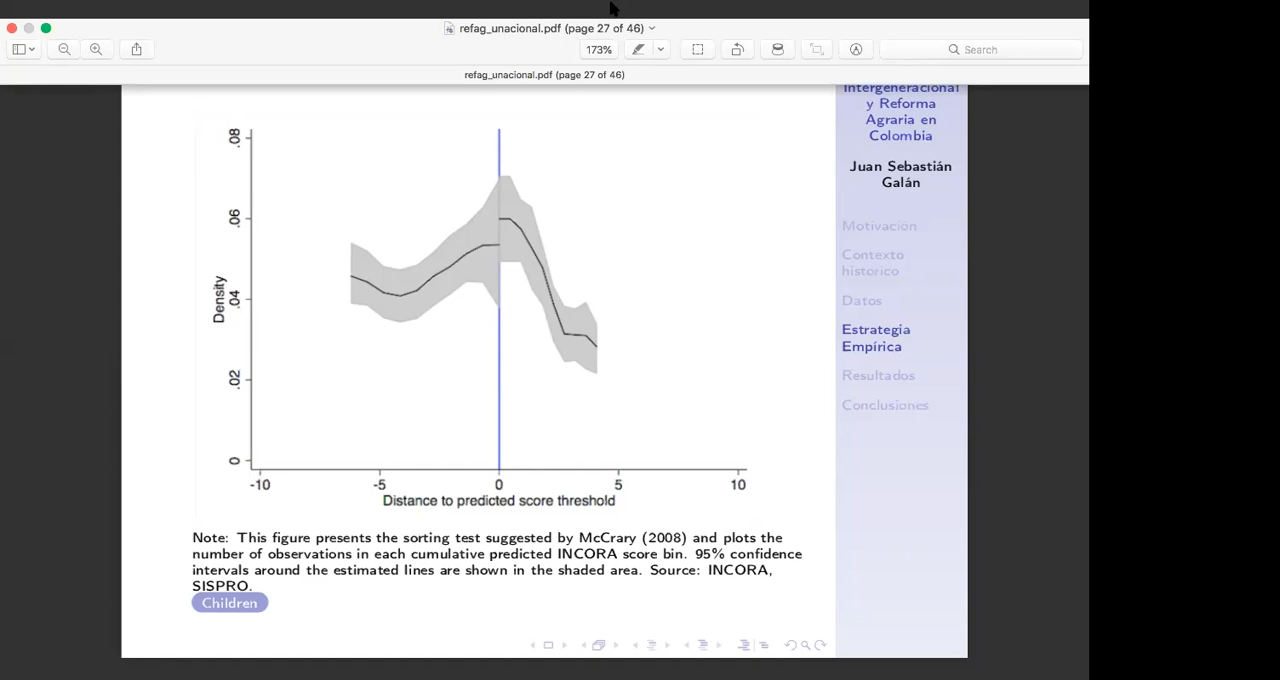 refag_unacional.pdf (page 27 of 46)
173%
Search
refag_unacional.pdf (page 27 of 46)
.08
.06
.04
.02
0
Density
-10 -5 0 5 10
Distance to predicted score threshold
Note: This figure presents the sorting test suggested by McCrary (2008) and plots the
number of observations in each cumulative predicted INCORA score bin. 95% confidence
intervals around the estimated lines are shown in the shaded area. Source: INCORA,
SISPRO.
Children
Intergeneracional
y Reforma
Agraria en
Colombia
Juan Sebastián
Galán
Motivación
Contexto
historico
Datos
Estrategia
Empírica
Resultados
Conclusiones